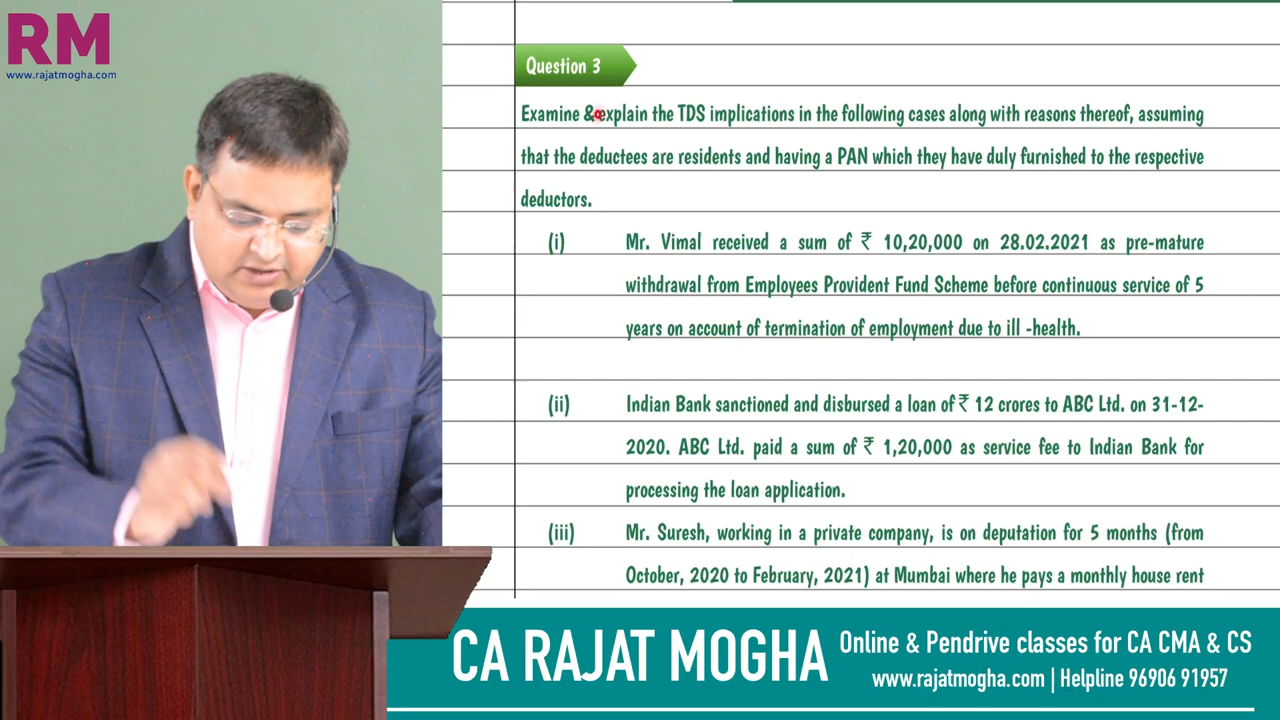 RM
www.rajatmogha.com
Question 3
Examine & explain the TDS implications in the following cases along with reasons thereof, assuming
that the deductees are residents and having a PAN which they have duly furnished to the respective
deductors.
(i) Mr. Vimal received a sum of ₹ 10,20,000 on 28.02.2021 as pre-mature
withdrawal from Employees Provident Fund Scheme before continuous service of 5
years on account of termination of employment due to ill -health.
(ii) Indian Bank sanctioned and disbursed a loan of ₹ 12 crores to ABC Ltd. on 31-12-
2020. ABC Ltd. paid a sum of ₹ 1,20,000 as service fee to Indian Bank for
processing the loan application.
(iii) Mr. Suresh, working in a private company, is on deputation for 5 months (from
October, 2020 to February, 2021) at Mumbai where he pays a monthly house rent
CA RAJAT MOGHA
Online & Pendrive classes for CA CMA & CS
www.rajatmogha.com | Helpline 96906 91957